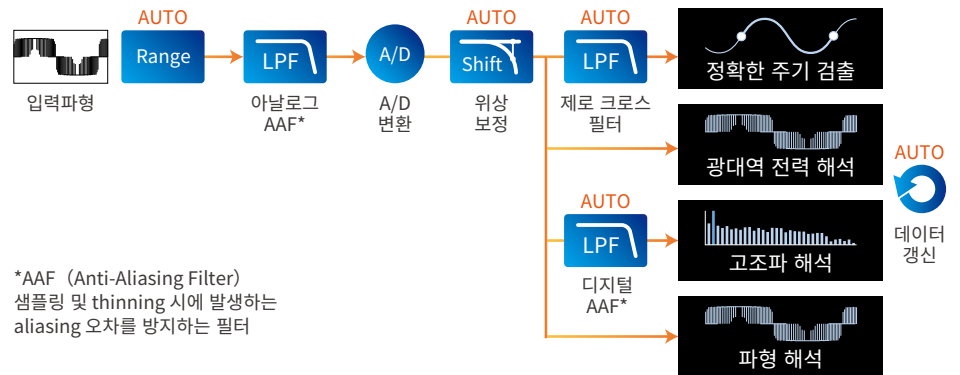 AUTO
Range
입력파형
LPF
아날로그
AAF*
A/D
A/D
변환
AUTO
Shift
위상
보정
AUTO
LPF
제로 크로스
필터
정확한 주기 검출
광대역 전력 해석
AUTO
LPF
디지털
AAF*
고조파 해석
파형 해석
AUTO
데이터
갱신
*AAF（Anti-Aliasing Filter）
샘플링 및 thinning 시에 발생하는
aliasing 오차를 방지하는 필터